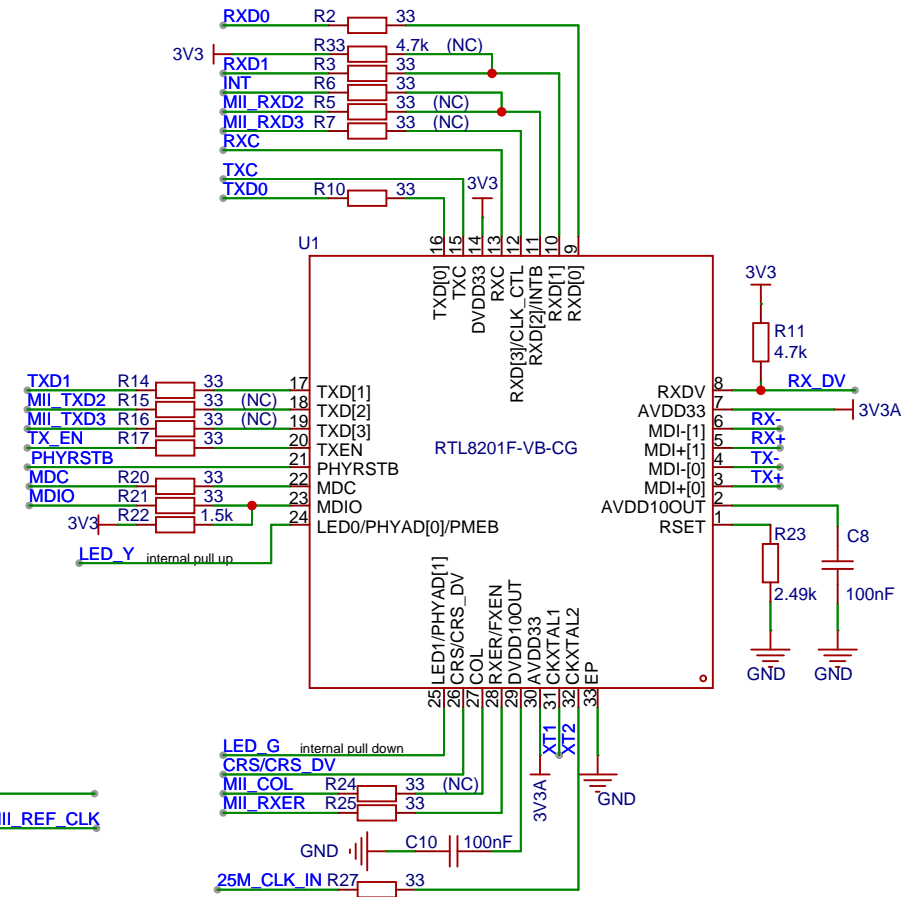 RXD0 R2 33
3V3 R33 4.7k (NC)
RXD1 R3 33
INT R6 33
MII_RXD2 R5 33 (NC)
MII_RXD3 R7 33 (NC)
RXC
TXC
TXD0 R10 33 3V3
U1
16 15 14 13 12 11 10 9
TXD[0] TXC DVDD33 RXC RXD[3]/CLK_CTL RXD[2]/INTB RXD[1] RXD[0]
3V3
R11
4.7k
TXD1 R14 33 17 TXD[1]
MII_TXD2 R15 33 (NC) 18 TXD[2]
MII_TXD3 R16 33 (NC) 19 TXD[3]
TX_EN R17 33 20 TXEN
PHYRSTB 21 PHYRSTB
MDC R20 33 22 MDC
MDIO R21 33 23 MDIO
3V3 R22 1.5k 24 LED0/PHYAD[0]/PMEB
LED_Y internal pull up
RTL8201F-VB-CG
RXDV 8 RX_DV
AVDD33 7 3V3A
MDI-[1] 6 RX-
MDI+[1] 5 RX+
MDI-[0] 4 TX-
MDI+[0] 3 TX+
AVDD10OUT 2
RSET 1
R23
2.49k
GND
C8
100nF
GND
LED1/PHYAD[1] CRS/CRS_DV COL RXER/FXEN DVDD10OUT AVDD33 CKXTAL1 CKXTAL2 EP
25 26 27 28 29 30 31 32 33
XT1 XT2
LED_G internal pull down
CRS/CRS_DV
MII_COL R24 33 (NC)
MII_RXER R25 33
3V3A
GND
GND C10 100nF
25M_CLK_IN R27 33
II_REF_CLK